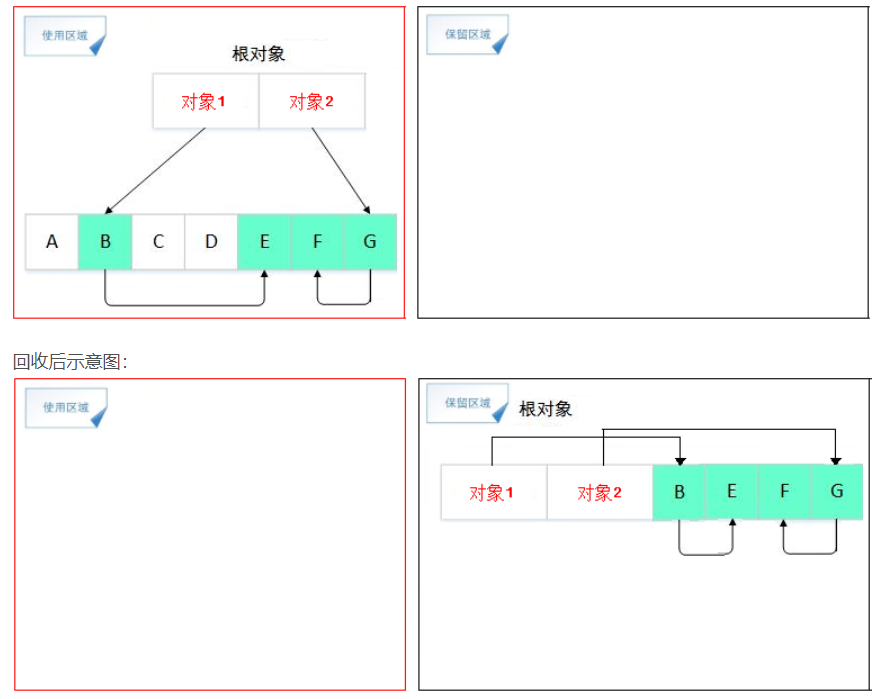 使用区域
保留区域
根对象
对象1 对象2
A B C D E F G
回收后示意图:
使用区域
保留区域
根对象
对象1 对象2 B E F G